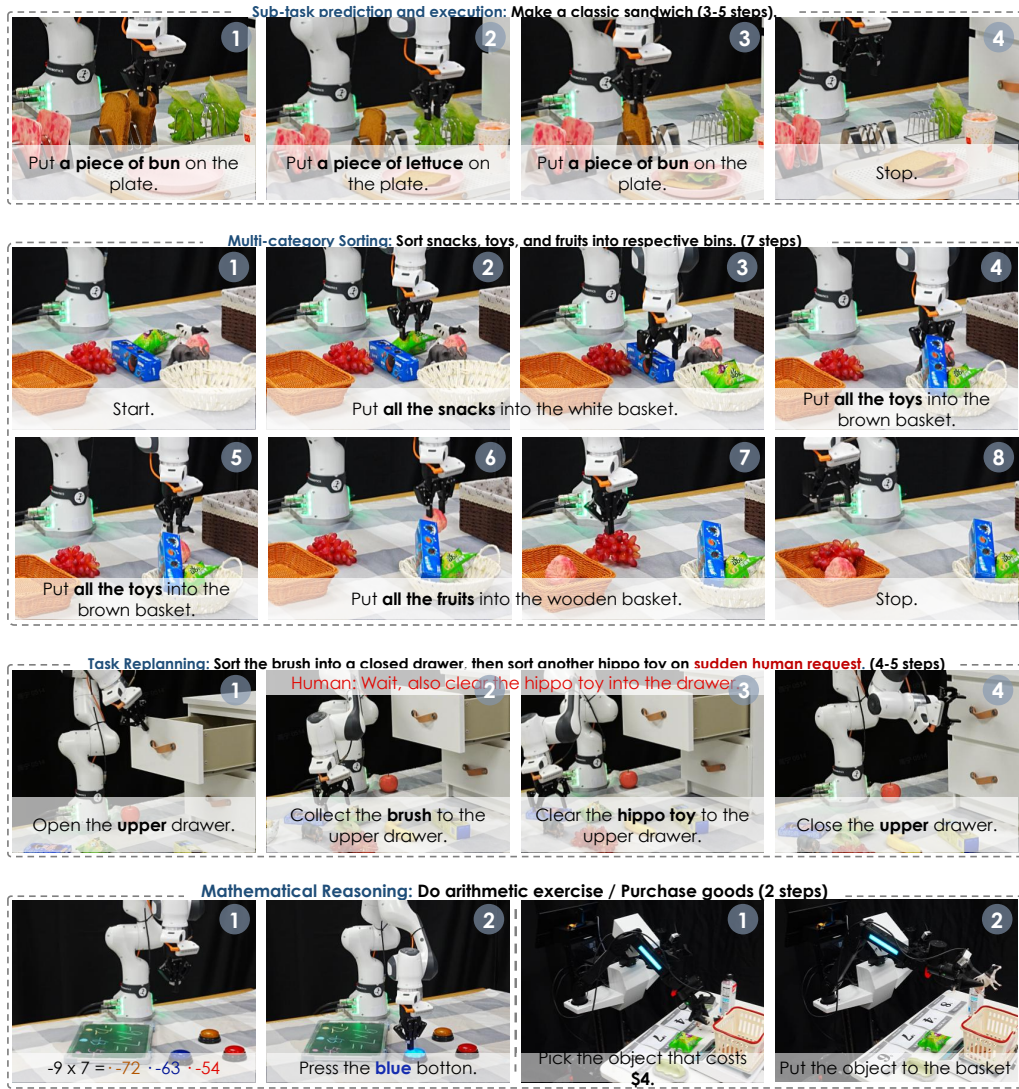 Sub-task prediction and execution: Make a classic sandwich (3-5 steps).
1
2
3
4
Put a piece of bun on the
plate.
Put a piece of lettuce on
the plate.
Put a piece of bun on the
plate.
Stop.
Multi-category Sorting: Sort snacks, toys, and fruits into respective bins. (7 steps)
1
2
3
4
Start.
Put all the snacks into the white basket.
Put all the toys into the
brown basket.
5
6
7
8
Put all the toys into the
brown basket.
Put all the fruits into the wooden basket.
Stop.
Task Replanning: Sort the brush into a closed drawer, then sort another hippo toy on sudden human request. (4-5 steps)
Human: Wait, also clear the hippo toy into the drawer.
1
2
3
4
Open the upper drawer.
Collect the brush to the
upper drawer.
Clear the hippo toy to the
upper drawer.
Close the upper drawer.
Mathematical Reasoning: Do arithmetic exercise / Purchase goods (2 steps)
1
2
1
2
-9 x 7 = · -72 · -63 · -54
Press the blue botton.
Pick the object that costs
$4.
Put the object to the basket